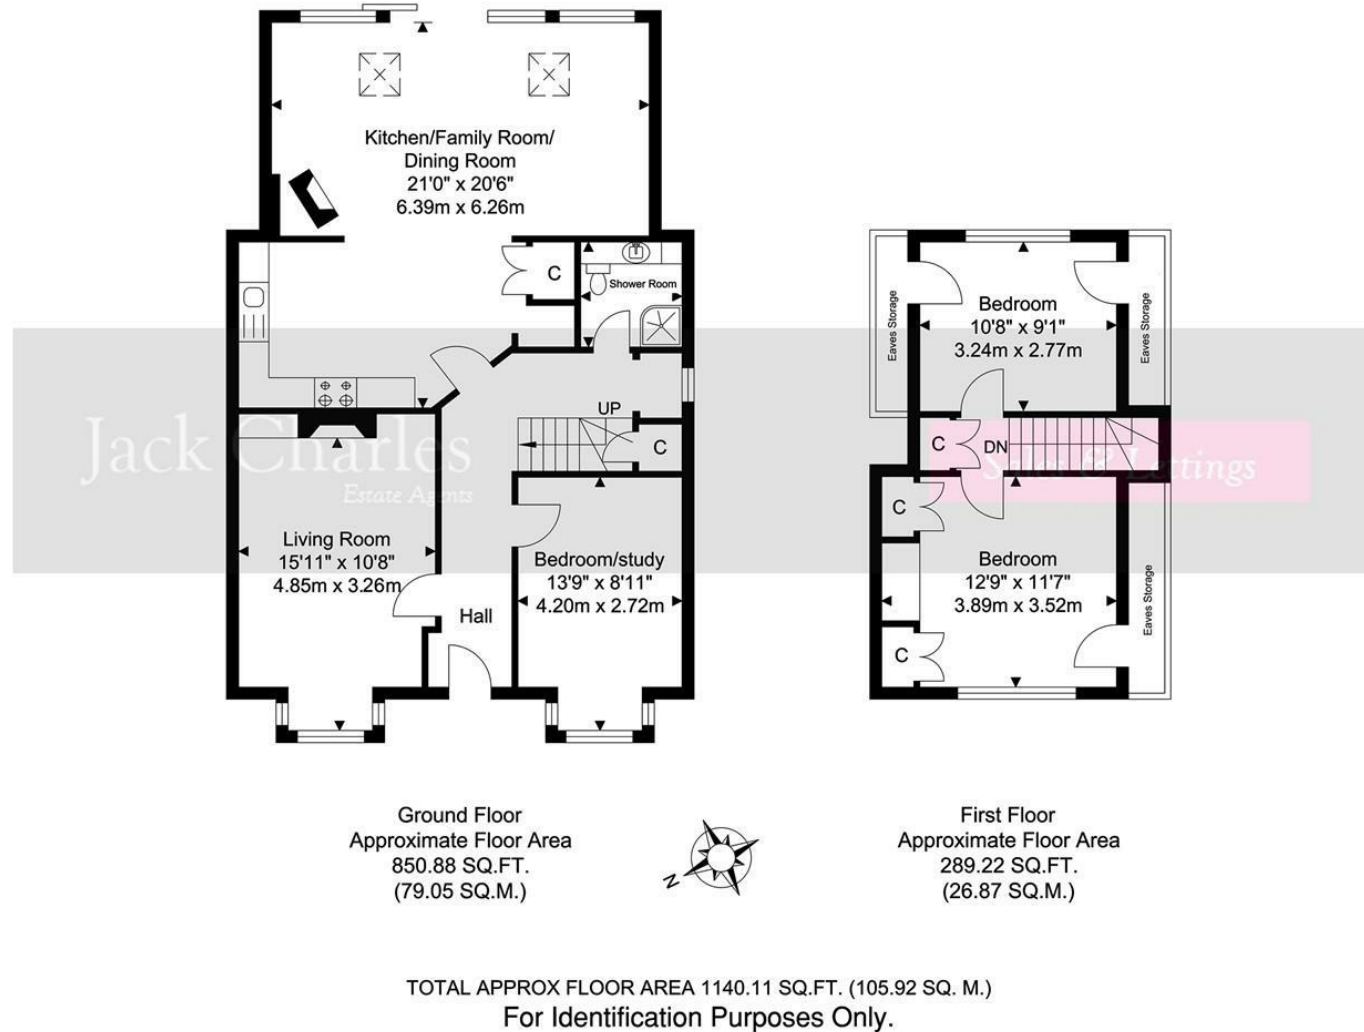 Kitchen/Family Room/
Dining Room
21'0" x 20'6"
6.39m x 6.26m
C
Shower Room
UP
C
Jack Charles
Estate Agents
Living Room
15'11" x 10'8"
4.85m x 3.26m
Bedroom/study
13'9" x 8'11"
4.20m x 2.72m
Hall
Eaves Storage
Bedroom
10'8" x 9'1"
3.24m x 2.77m
Eaves Storage
C
DN
Sales & Lettings
C
Bedroom
12'9" x 11'7"
3.89m x 3.52m
Eaves Storage
C
Ground Floor
Approximate Floor Area
850.88 SQ.FT.
(79.05 SQ.M.)
N
First Floor
Approximate Floor Area
289.22 SQ.FT.
(26.87 SQ.M.)
TOTAL APPROX FLOOR AREA 1140.11 SQ.FT. (105.92 SQ. M.)
For Identification Purposes Only.